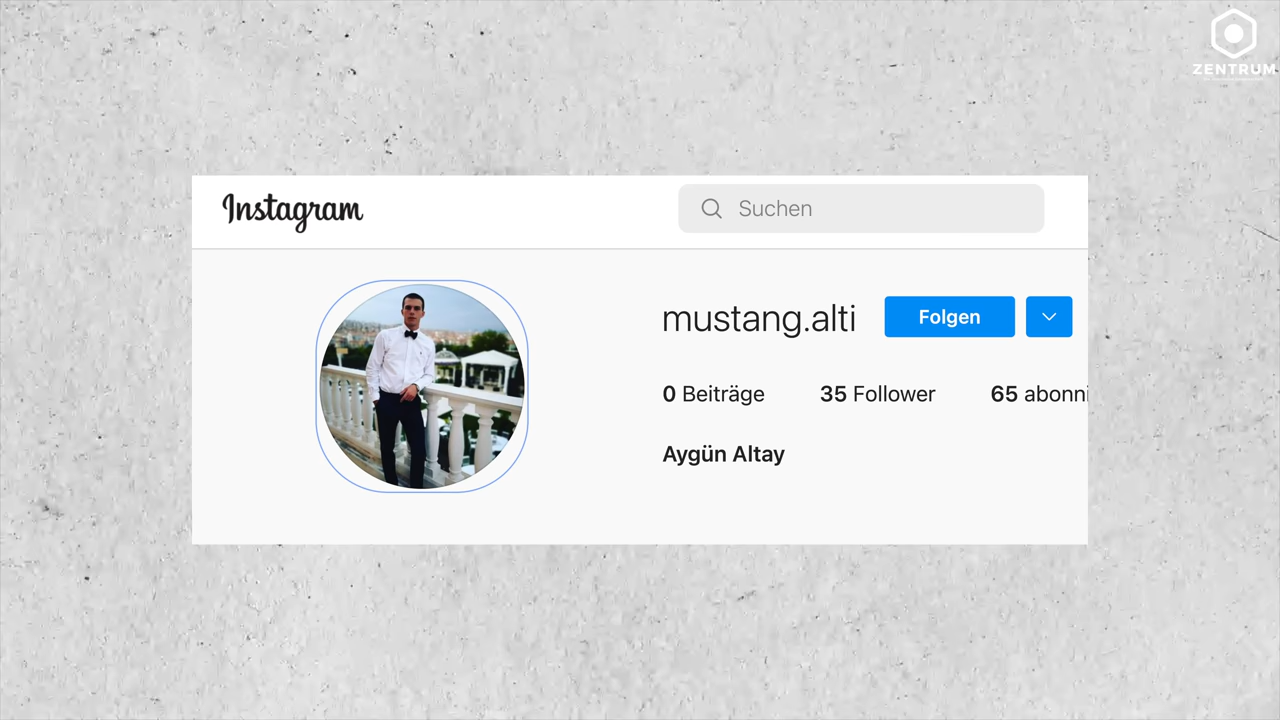 ZENTRUM
Instagram
Suchen
mustang.alti
Folgen
0 Beiträge 35 Follower 65 abonni
Aygün Altay